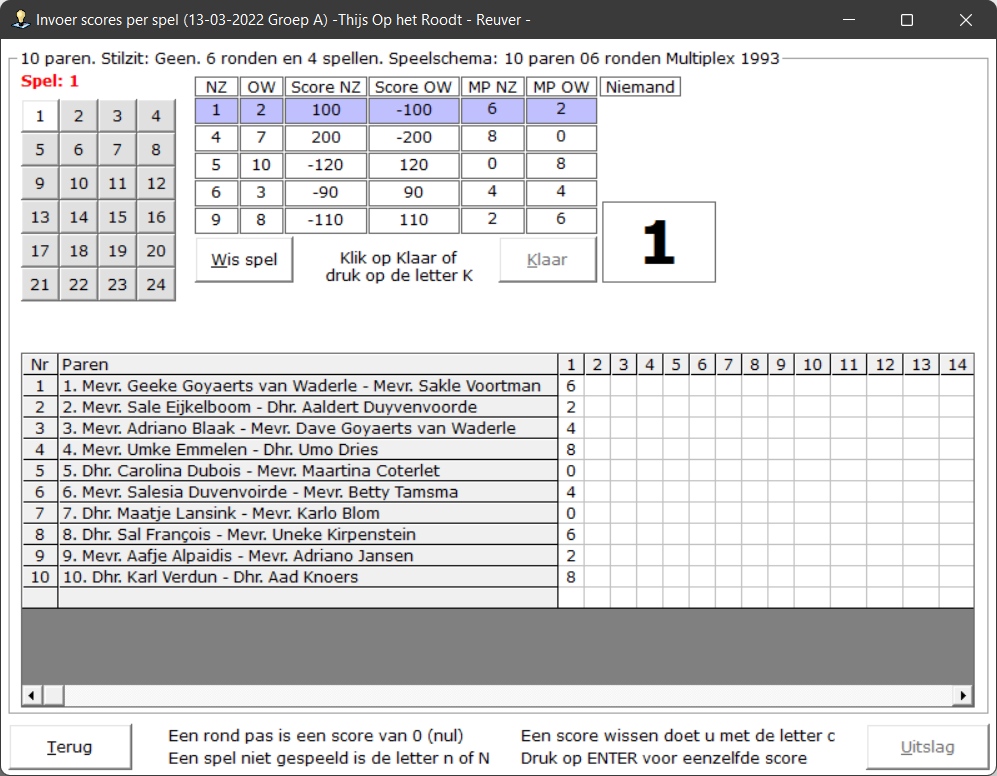 Invoer scores per spel (13-03-2022 Groep A) -Thijs Op het Roodt - Reuver -
10 paren. Stilzit: Geen. 6 ronden en 4 spellen. Speelschema: 10 paren 06 ronden Multiplex 1993
Spel: 1
1 2 3 4
5 6 7 8
9 10 11 12
13 14 15 16
17 18 19 20
21 22 23 24
NZ OW Score NZ Score OW MP NZ MP OW Niemand
1 2 100 -100 6 2
4 7 200 -200 8 0
5 10 -120 120 0 8
6 3 -90 90 4 4
9 8 -110 110 2 6
Wis spel
Klik op Klaar of
druk op de letter K
Klaar
1
Nr Paren 1 2 3 4 5 6 7 8 9 10 11 12 13 14
1 1. Mevr. Geeke Goyaerts van Waderle - Mevr. Sakle Voortman 6
2 2. Mevr. Sale Eijkelboom - Dhr. Aaldert Duyvenvoorde 2
3 3. Mevr. Adriano Blaak - Mevr. Dave Goyaerts van Waderle 4
4 4. Mevr. Umke Emmelen - Dhr. Umo Dries 8
5 5. Dhr. Carolina Dubois - Mevr. Maartina Coterlet 0
6 6. Mevr. Salesia Duvenvoirde - Mevr. Betty Tamsma 4
7 7. Dhr. Maatje Lansink - Mevr. Karlo Blom 0
8 8. Dhr. Sal François - Mevr. Uneke Kirpenstein 6
9 9. Mevr. Aafje Alpaidis - Mevr. Adriano Jansen 2
10 10. Dhr. Karl Verdun - Dhr. Aad Knoers 8
Terug
Een rond pas is een score van 0 (nul)
Een spel niet gespeeld is de letter n of N
Een score wissen doet u met de letter c
Druk op ENTER voor eenzelfde score
Uitslag